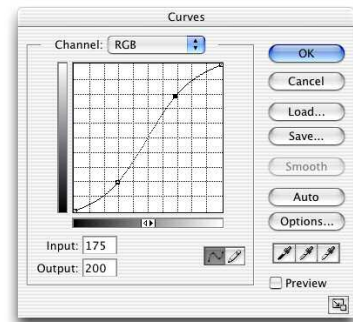 Curves
Channel: RGB
OK
Cancel
Load...
Save...
Smooth
Auto
Options...
Input: 175
Output: 200
Preview